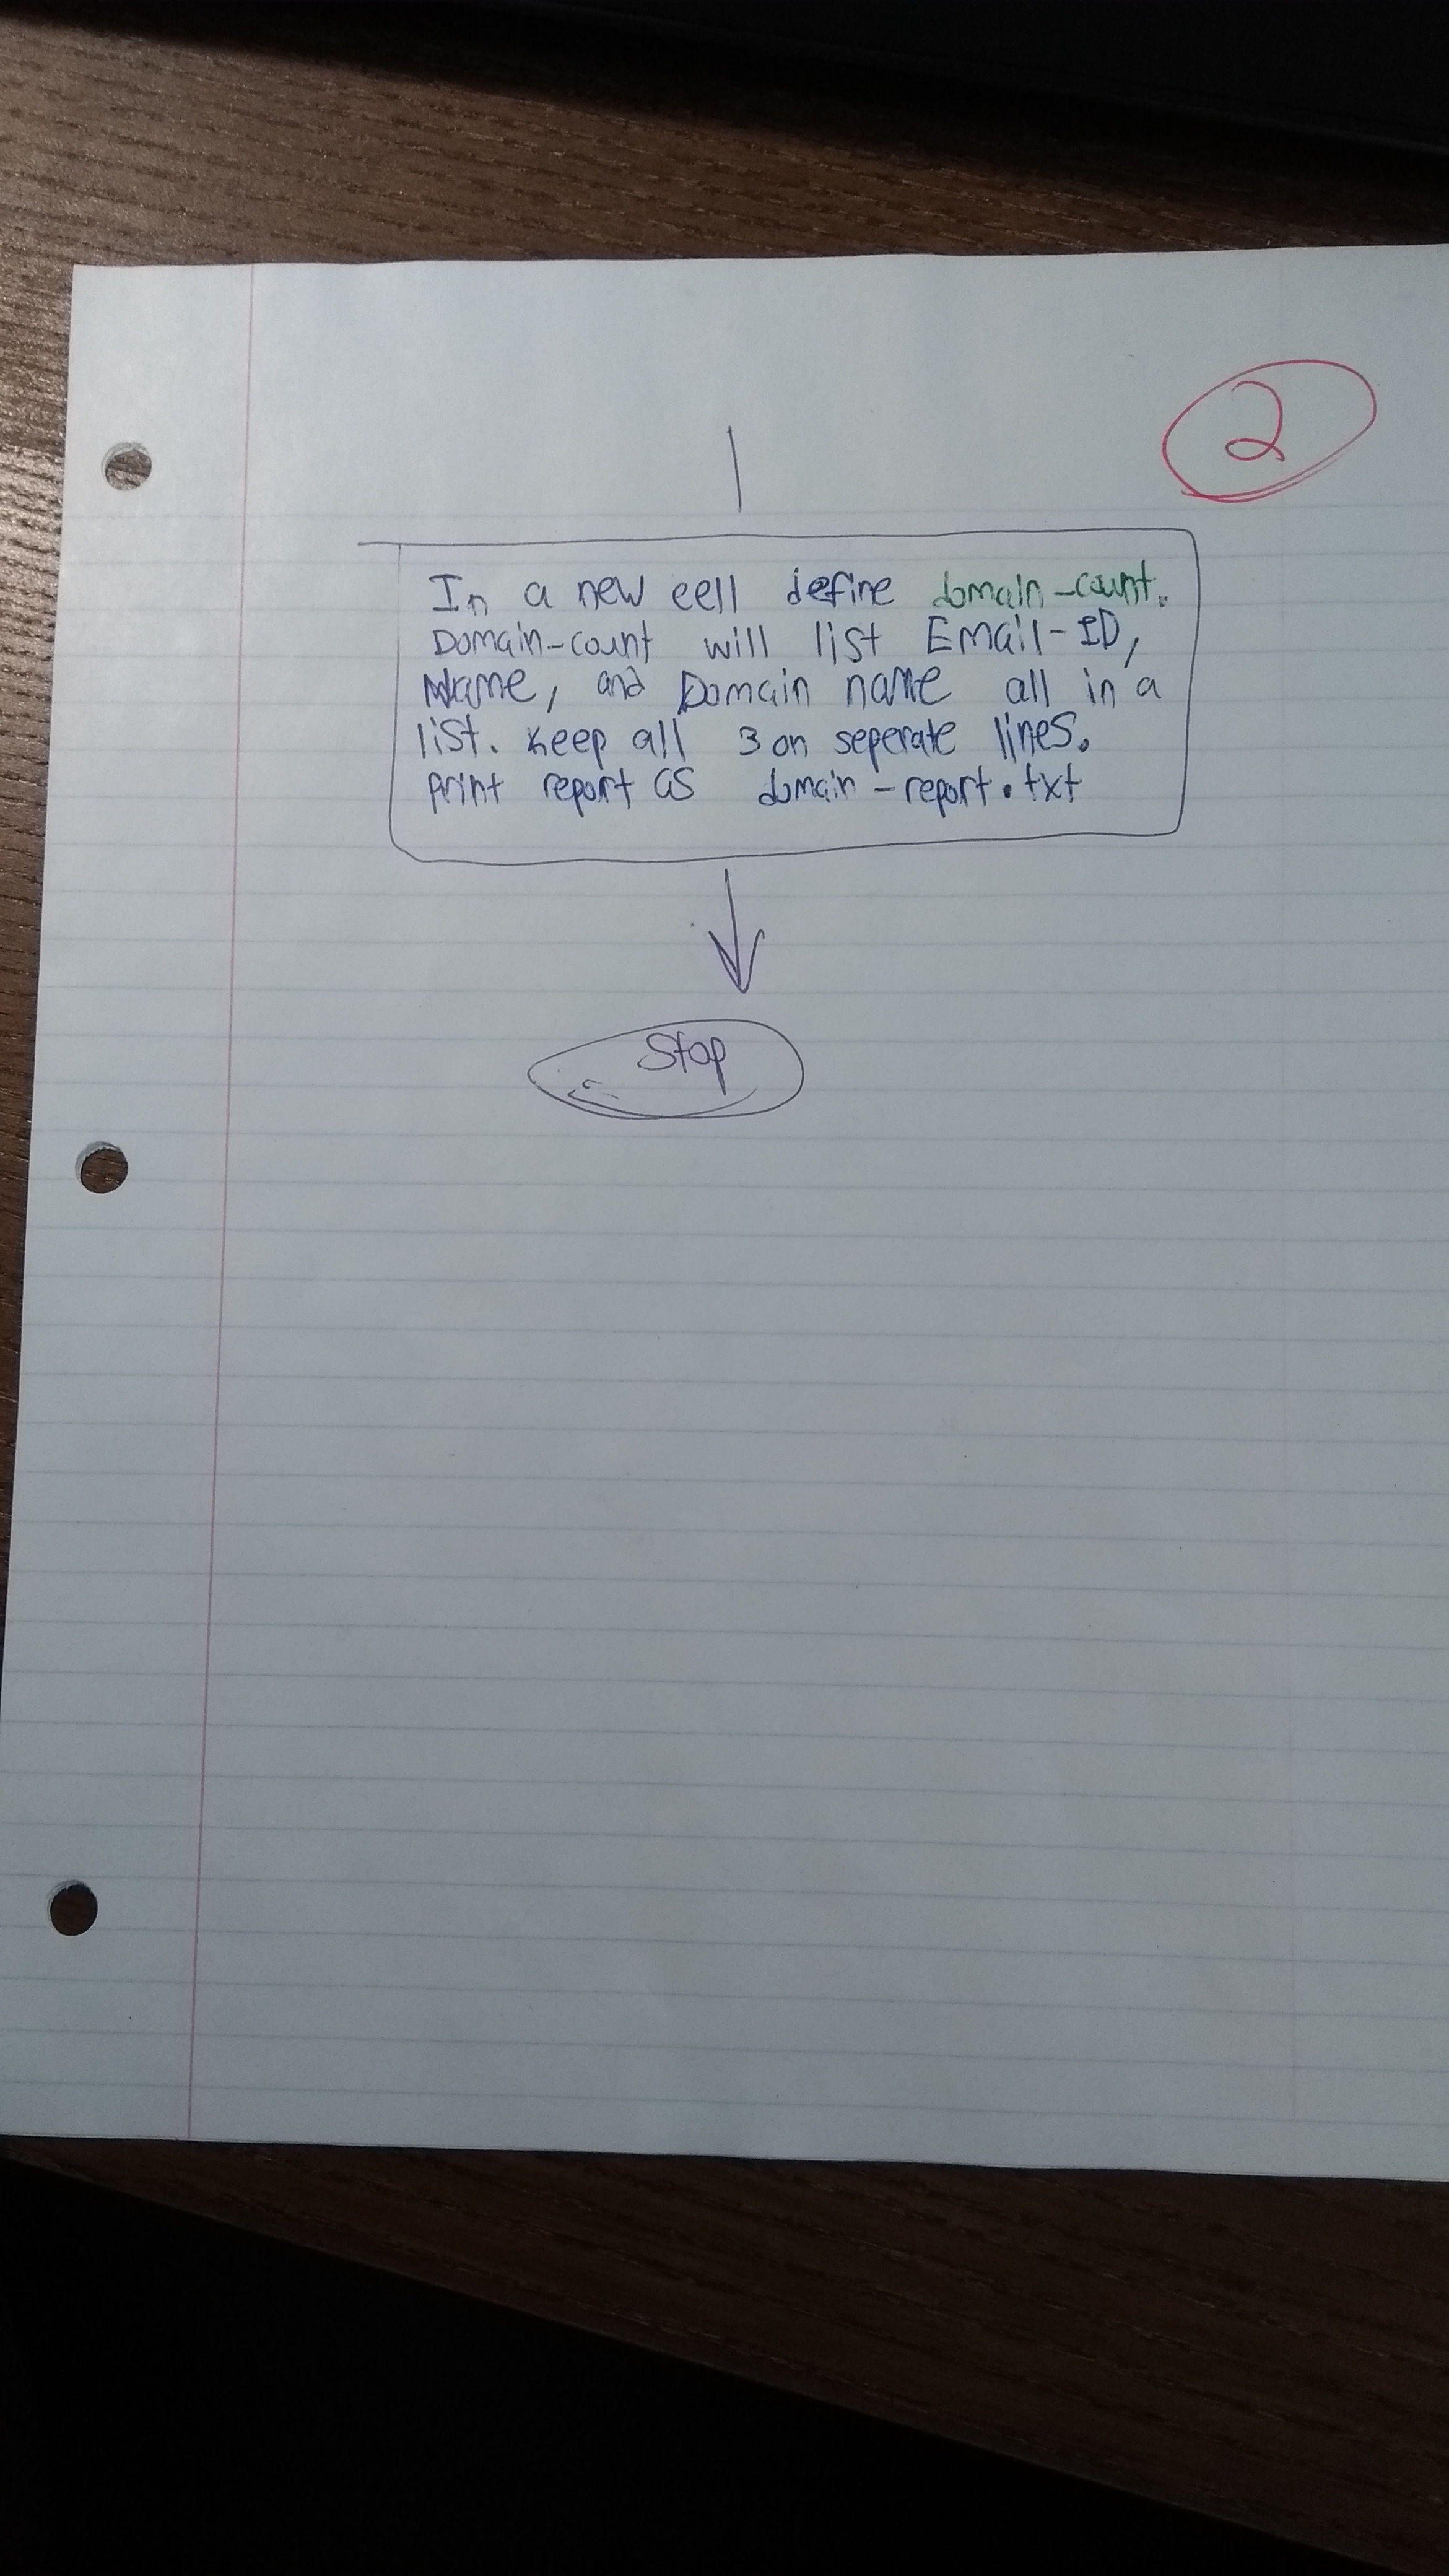 2
In a new cell define domain-count.
Domain-count will list Email-ID,
Name, and Domain name all in a
list. Keep all 3 on seperate lines.
print report as domain-report.txt
Stop